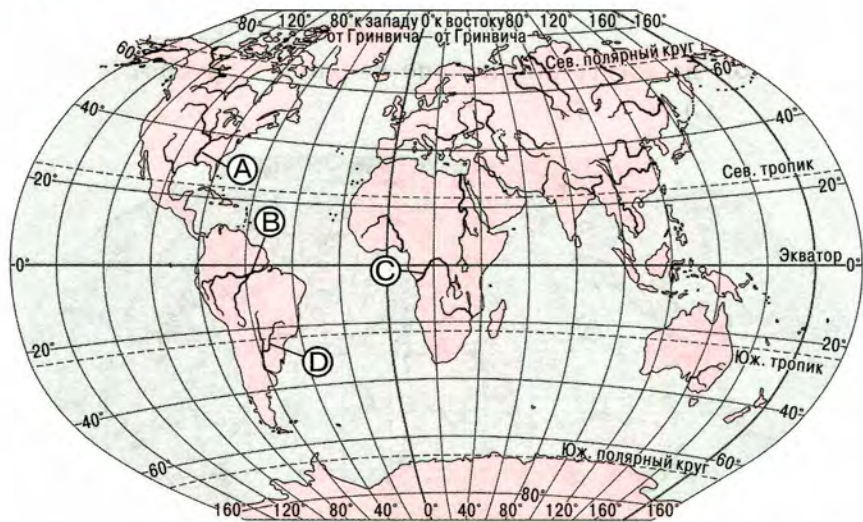 80° 120° 80° к западу 0° к востоку 80° 120° 160° 160°
от Гринвича от Гринвича
60° Сев. полярный круг 60°
40° 40°
Сев. тропик
20° 20°
A
B
Экватор
0° C 0°
D
20° 20°
Юж. тропик
40° 40°
60° Юж. полярный круг 60°
80° 80°
160° 120° 80° 40° 0° 40° 80° 120° 160°